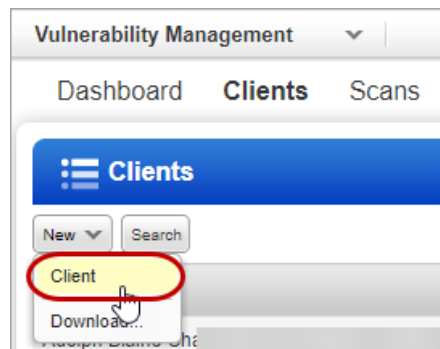 Vulnerability Management
Dashboard Clients Scans
Clients
New Search
Client
Download...